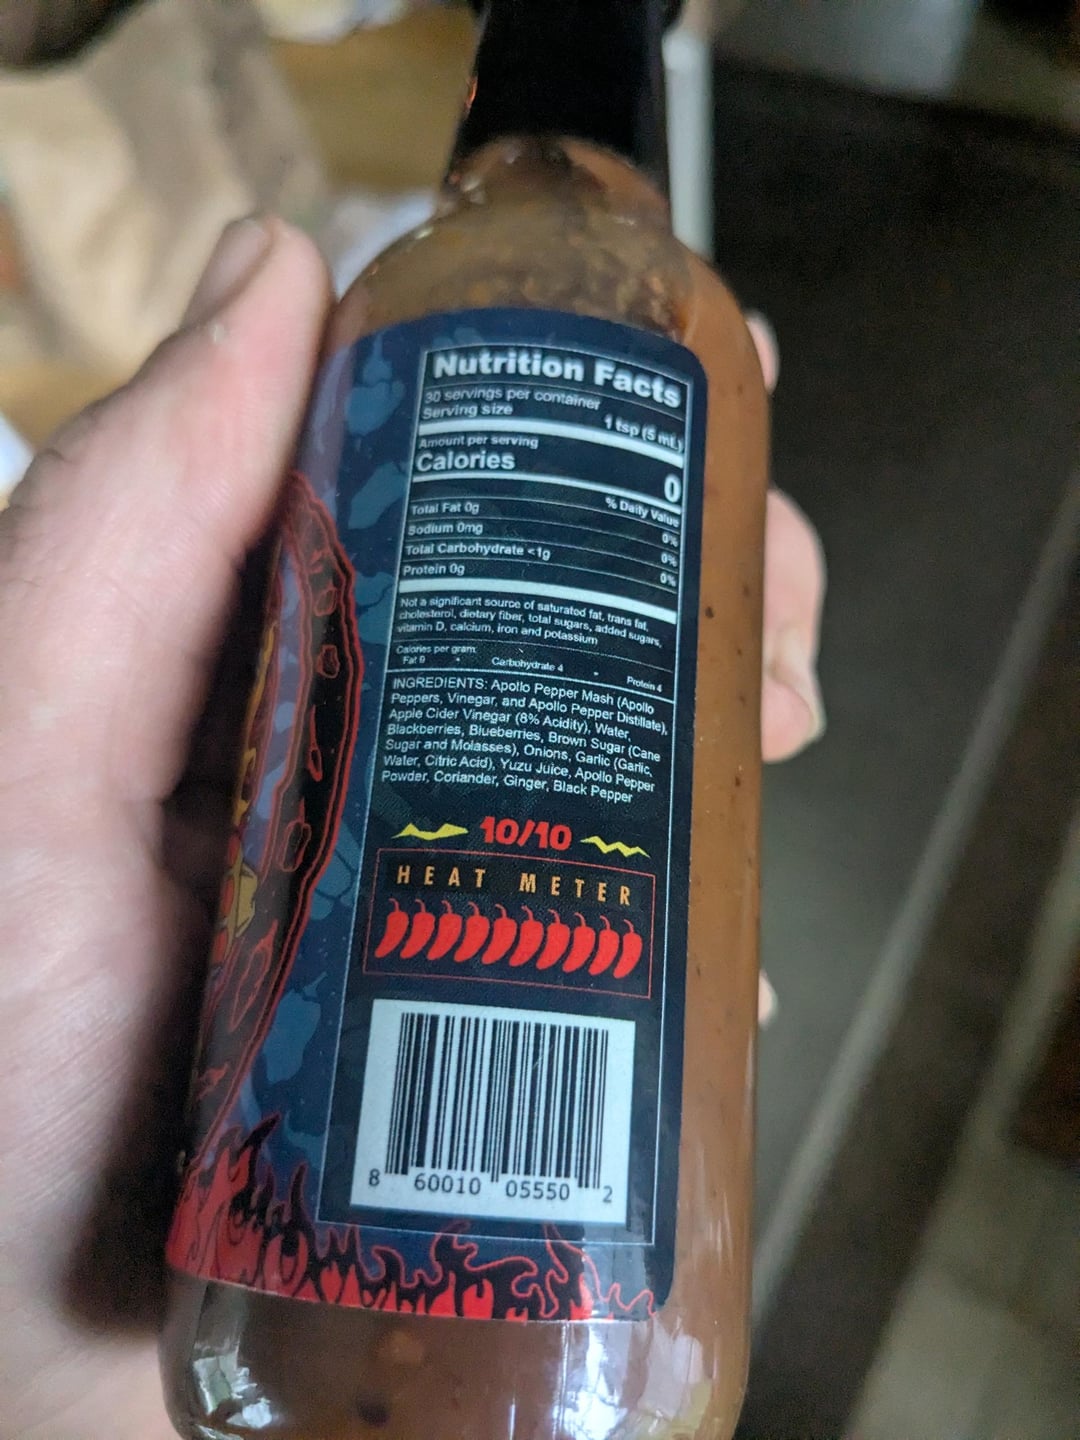 Nutrition Facts
30 servings per container
Serving size 1 tsp (5 mL)
Amount per serving
Calories 0
% Daily Value
Total Fat 0g 0%
Sodium 0mg 0%
Total Carbohydrate <1g 0%
Protein 0g
Not a significant source of saturated fat, trans fat,
cholesterol, dietary fiber, total sugars, added sugars,
vitamin D, calcium, iron and potassium
Calories per gram:
Fat 9 • Carbohydrate 4 • Protein 4
INGREDIENTS: Apollo Pepper Mash (Apollo
Peppers, Vinegar, and Apollo Pepper Distillate),
Apple Cider Vinegar (8% Acidity), Water,
Blackberries, Blueberries, Brown Sugar (Cane
Sugar and Molasses), Onions, Garlic (Garlic,
Water, Citric Acid), Yuzu Juice, Apollo Pepper
Powder, Coriander, Ginger, Black Pepper
10/10
HEAT METER
8 60010 05550 2